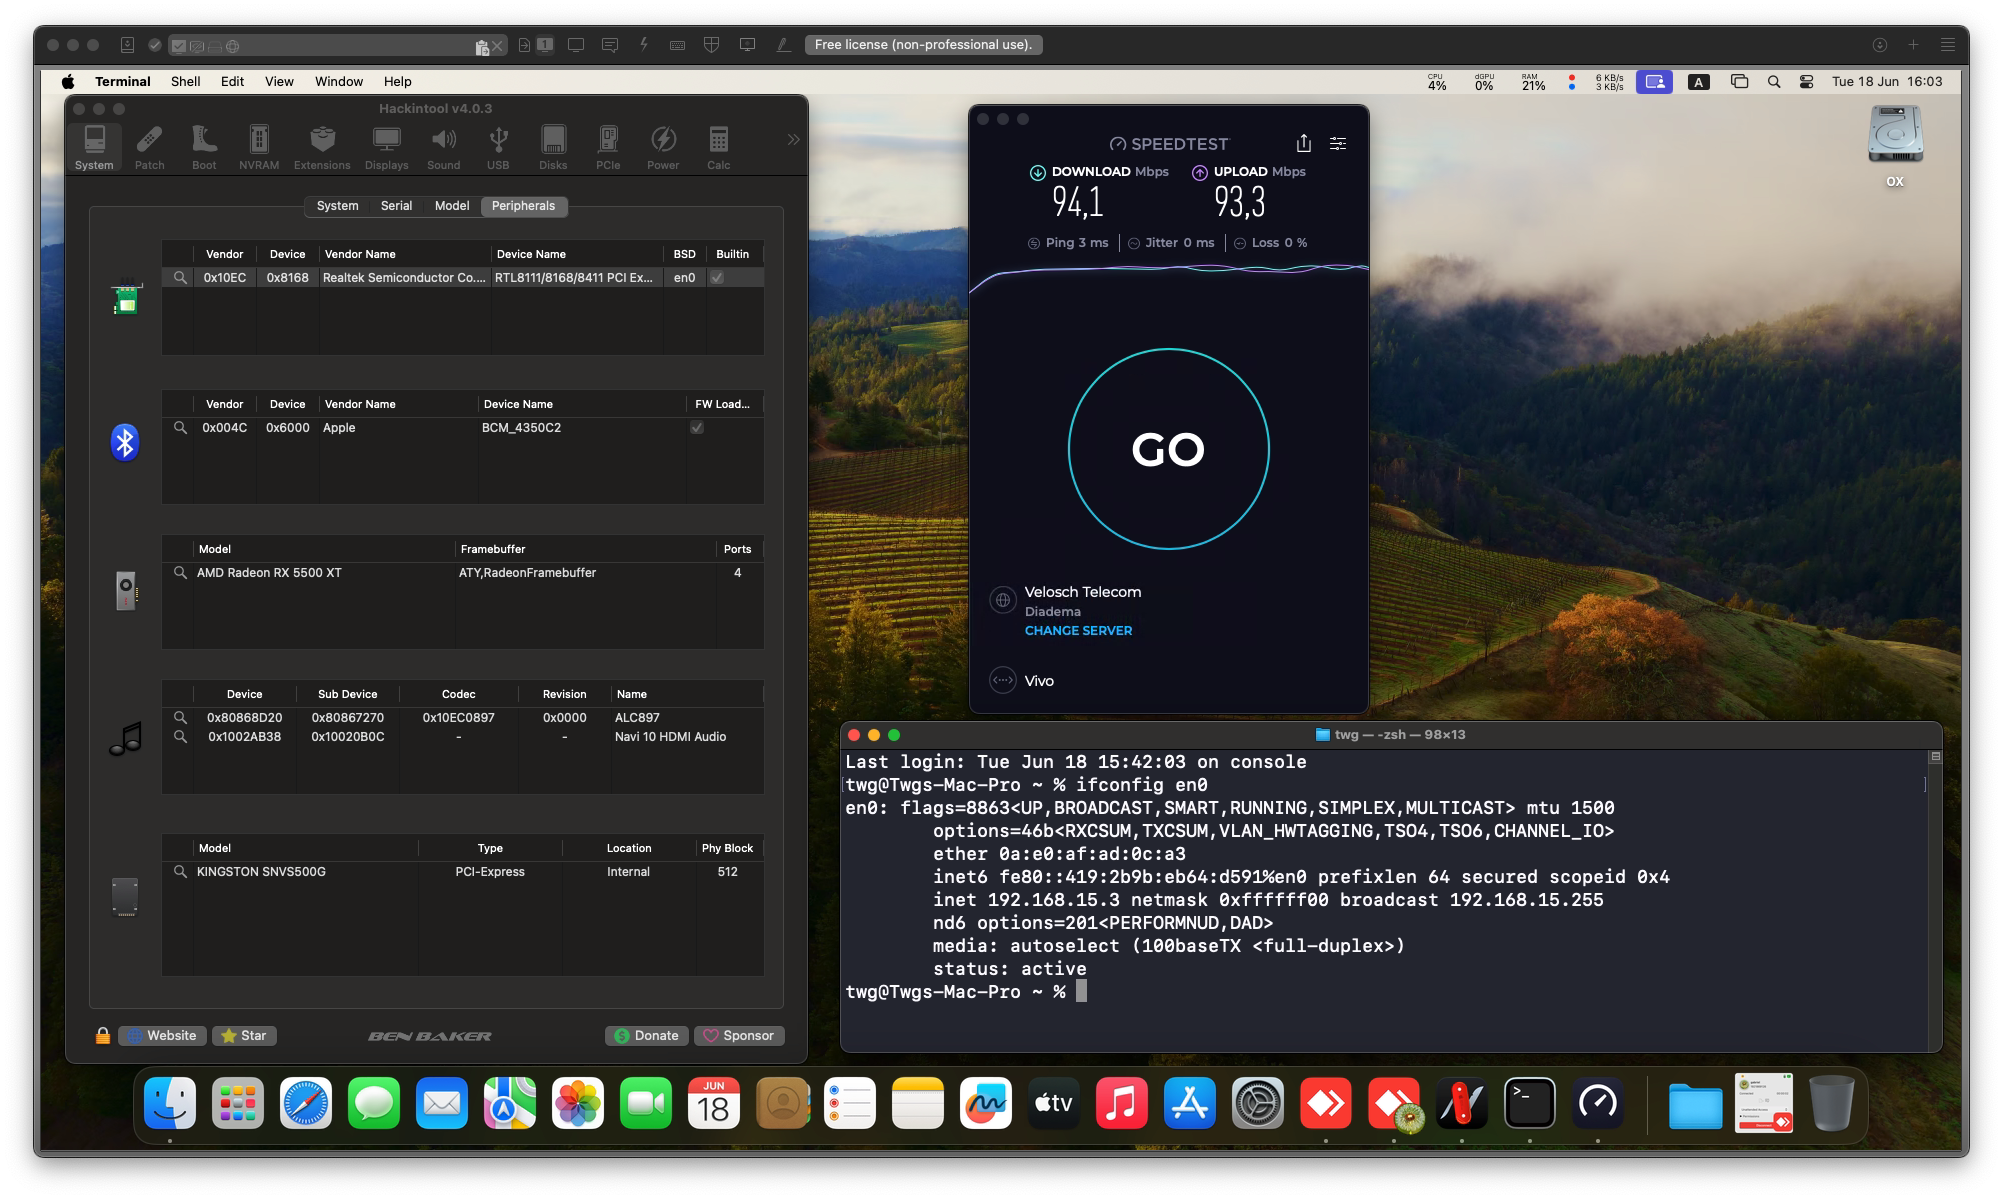 1
Free license (non-professional use).
Terminal Shell Edit View Window Help
CPU 4% dGPU 0% RAM 21% 6 KB/s 3 KB/s A Tue 18 Jun 16:03
Hackintool v4.0.3
System Patch Boot NVRAM Extensions Displays Sound USB Disks PCIe Power Calc
System Serial Model Peripherals
Vendor Device Vendor Name Device Name BSD Builtin
0x10EC 0x8168 Realtek Semiconductor Co.... RTL8111/8168/8411 PCI Ex... en0
Vendor Device Vendor Name Device Name FW Load...
0x004C 0x6000 Apple BCM_4350C2
Model Framebuffer Ports
AMD Radeon RX 5500 XT ATY,RadeonFramebuffer 4
Device Sub Device Codec Revision Name
0x80868D20 0x80867270 0x10EC0897 0x0000 ALC897
0x1002AB38 0x10020B0C - - Navi 10 HDMI Audio
Model Type Location Phy Block
KINGSTON SNVS500G PCI-Express Internal 512
Website Star BEN BAKER Donate Sponsor
SPEEDTEST
DOWNLOAD Mbps UPLOAD Mbps
94,1 93,3
Ping 3 ms Jitter 0 ms Loss 0 %
GO
Velosch Telecom
Diadema
CHANGE SERVER
Vivo
OX
twg — -zsh — 98×13
Last login: Tue Jun 18 15:42:03 on console
[twg@Twgs-Mac-Pro ~ % ifconfig en0 ]
en0: flags=8863<UP,BROADCAST,SMART,RUNNING,SIMPLEX,MULTICAST> mtu 1500
options=46b<RXCSUM,TXCSUM,VLAN_HWTAGGING,TSO4,TSO6,CHANNEL_IO>
ether 0a:e0:af:ad:0c:a3
inet6 fe80::419:2b9b:eb64:d591%en0 prefixlen 64 secured scopeid 0x4
inet 192.168.15.3 netmask 0xffffff00 broadcast 192.168.15.255
nd6 options=201<PERFORMNUD,DAD>
media: autoselect (100baseTX <full-duplex>)
status: active
twg@Twgs-Mac-Pro ~ %
JUN
18
tv
>_